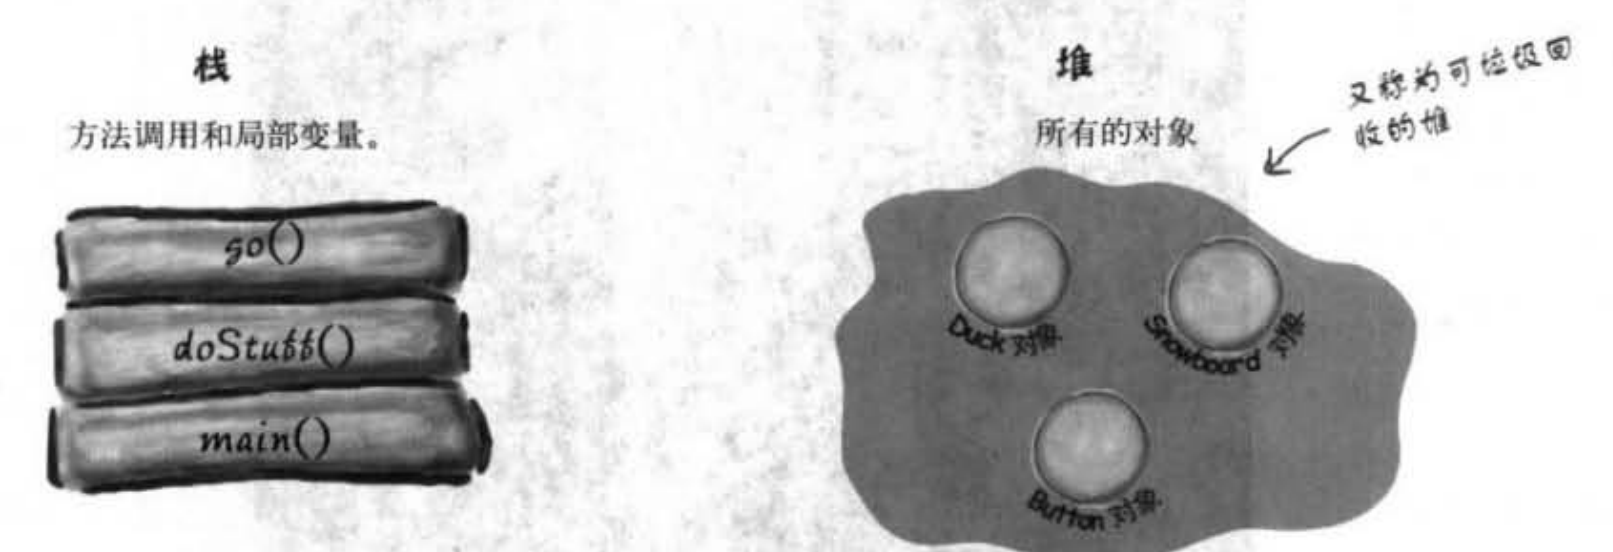 栈
方法调用和局部变量。
go()
doStuff()
main()
堆
所有的对象
又称为可垃圾回
收的堆
Duck 对象
Snowboard 对象
Button 对象